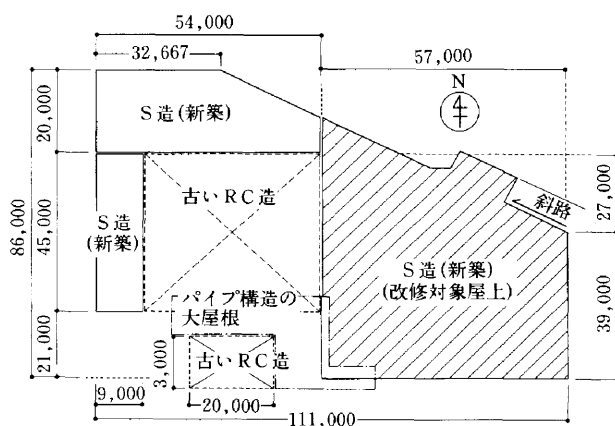 54,000
32,667
57,000
N
20,000
S造(新築)
86,000
45,000
古いRC造
S造
(新築)
27,000
斜路
S造(新築)
(改修対象屋上)
39,000
パイプ構造の
大屋根
21,000
3,000
古いRC造
9,000
20,000
111,000